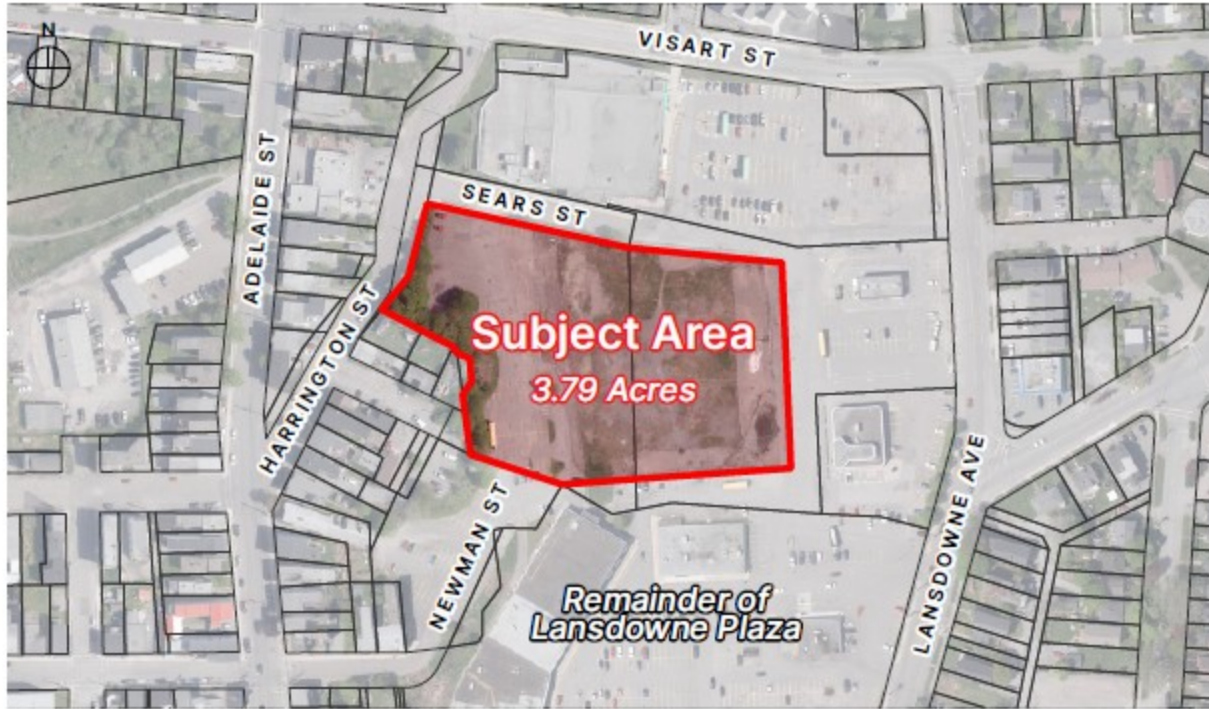 N
VISART ST
ADELAIDE ST
SEARS ST
HARRINGTON ST
Subject Area
3.79 Acres
NEWMAN ST
LANSDOWNE AVE
Remainder of
Lansdowne Plaza